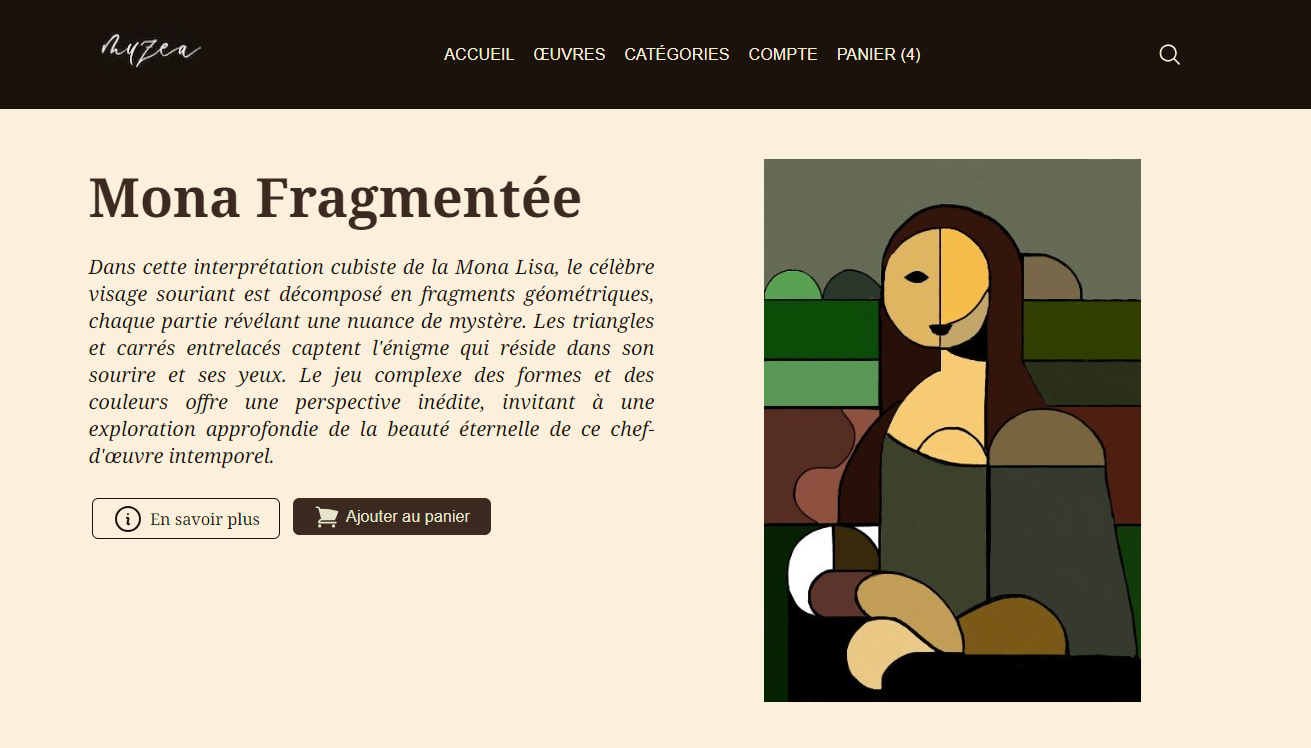 Myzea
ACCUEIL ŒUVRES CATÉGORIES COMPTE PANIER (4)
Mona Fragmentée
Dans cette interprétation cubiste de la Mona Lisa, le célèbre
visage souriant est décomposé en fragments géométriques,
chaque partie révélant une nuance de mystère. Les triangles
et carrés entrelacés captent l'énigme qui réside dans son
sourire et ses yeux. Le jeu complexe des formes et des
couleurs offre une perspective inédite, invitant à une
exploration approfondie de la beauté éternelle de ce chef-
d'œuvre intemporel.
En savoir plus Ajouter au panier